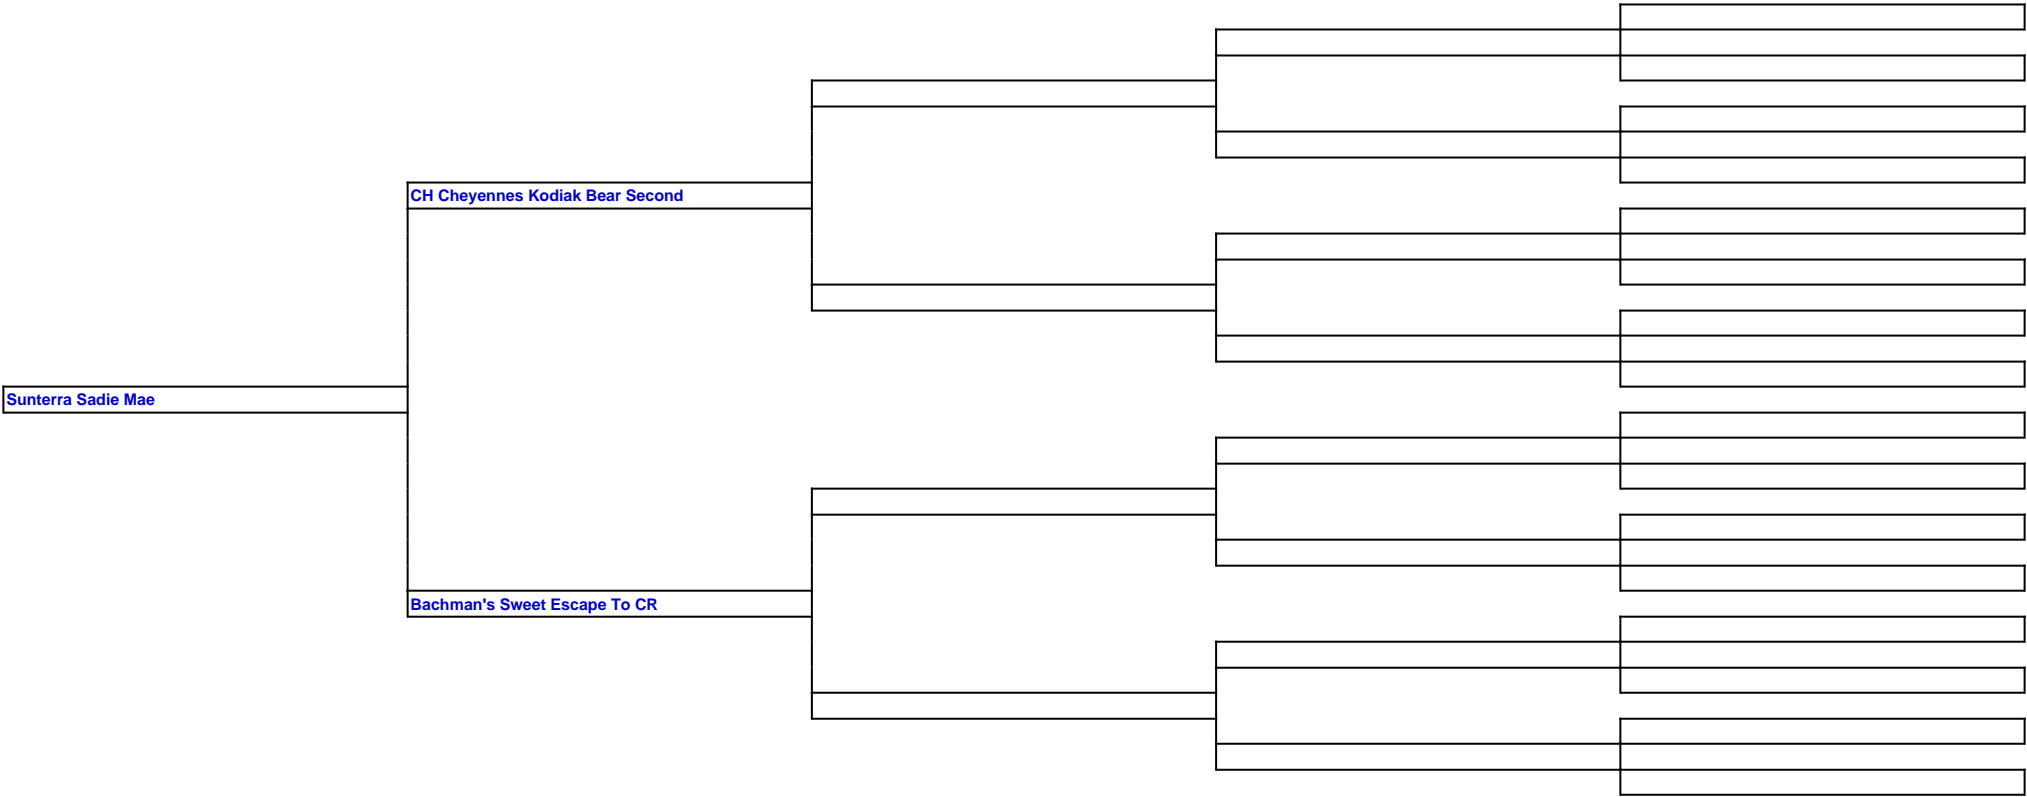 CH Cheyennes Kodiak Bear Second
Sunterra Sadie Mae
Bachman's Sweet Escape To CR